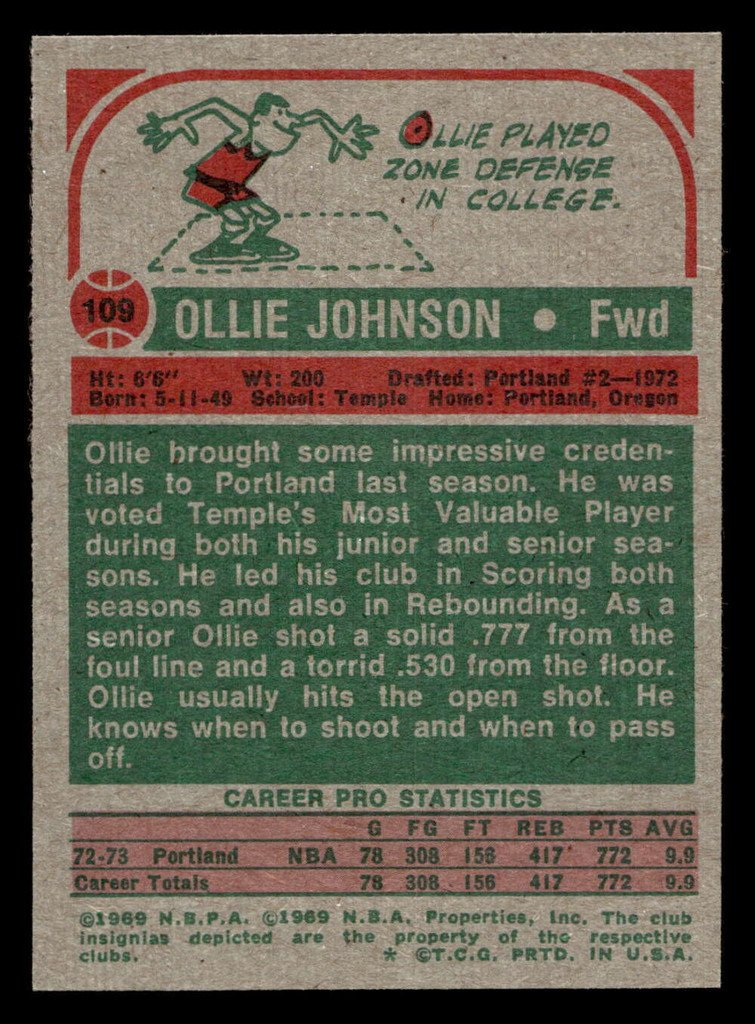 OLLIE PLAYED
ZONE DEFENSE
IN COLLEGE.
109
OLLIE JOHNSON • Fwd
Ht: 6'6" Wt: 200 Drafted: Portland #2—1972
Born: 5-11-49 School: Temple Home: Portland, Oregon
Ollie brought some impressive creden-
tials to Portland last season. He was
voted Temple's Most Valuable Player
during both his junior and senior sea-
sons. He led his club in Scoring both
seasons and also in Rebounding. As a
senior Ollie shot a solid .777 from the
foul line and a torrid .530 from the floor.
Ollie usually hits the open shot. He
knows when to shoot and when to pass
off.
CAREER PRO STATISTICS
G FG FT REB PTS AVG
72-73 Portland NBA 78 308 156 417 772 9.9
Career Totals 78 308 156 417 772 9.9
©1969 N.B.P.A. ©1969 N.B.A. Properties, Inc. The club
insignias depicted are the property of the respective
clubs. * ©T.C.G. PRTD. IN U.S.A.